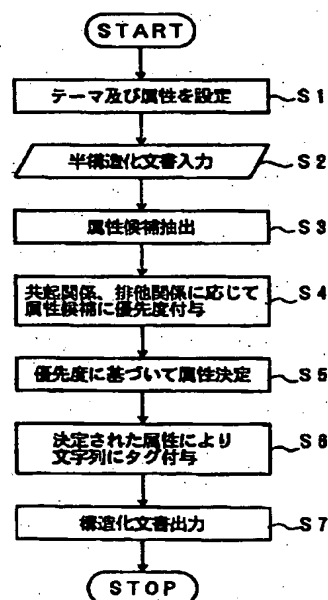 START
テーマ及び属性を設定 S1
半構造化文書入力 S2
属性候補抽出 S3
共起関係、排他関係に応じて
属性候補に優先度付与 S4
優先度に基づいて属性決定 S5
決定された属性により
文字列にタグ付与 S6
構造化文書出力 S7
STOP